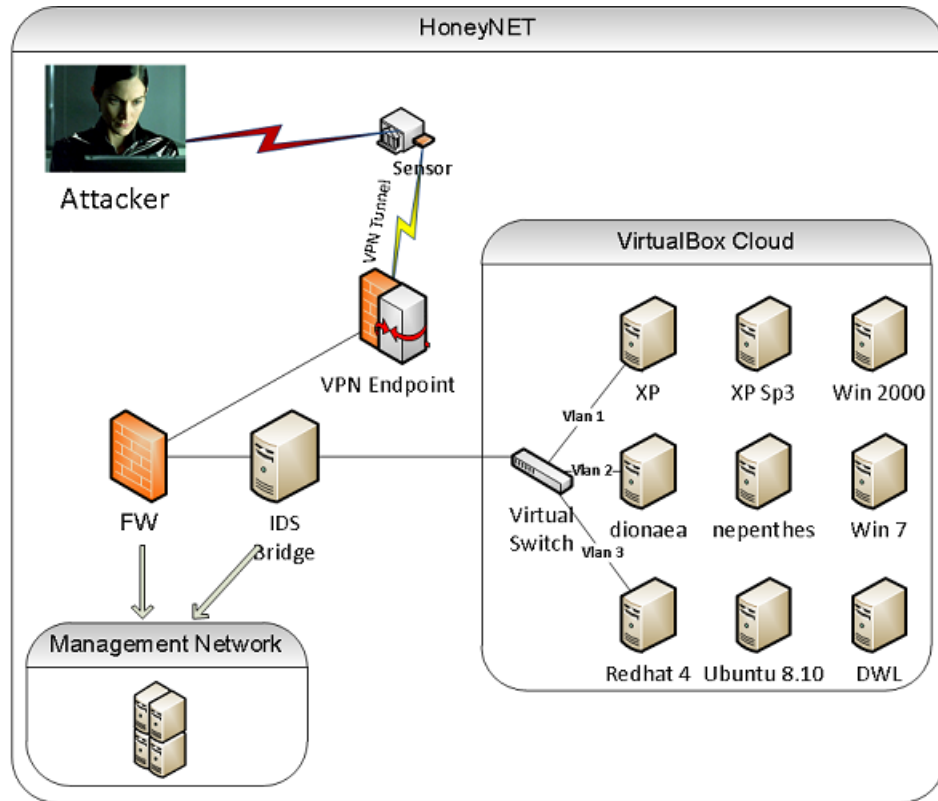 HoneyNET
Attacker
Sensor
VPN Tunnel
VPN Endpoint
FW
IDS
Bridge
Management Network
VirtualBox Cloud
XP
XP Sp3
Win 2000
Vlan 1
Vlan 2
Vlan 3
Virtual
Switch
dionaea
nepenthes
Win 7
Redhat 4
Ubuntu 8.10
DWL